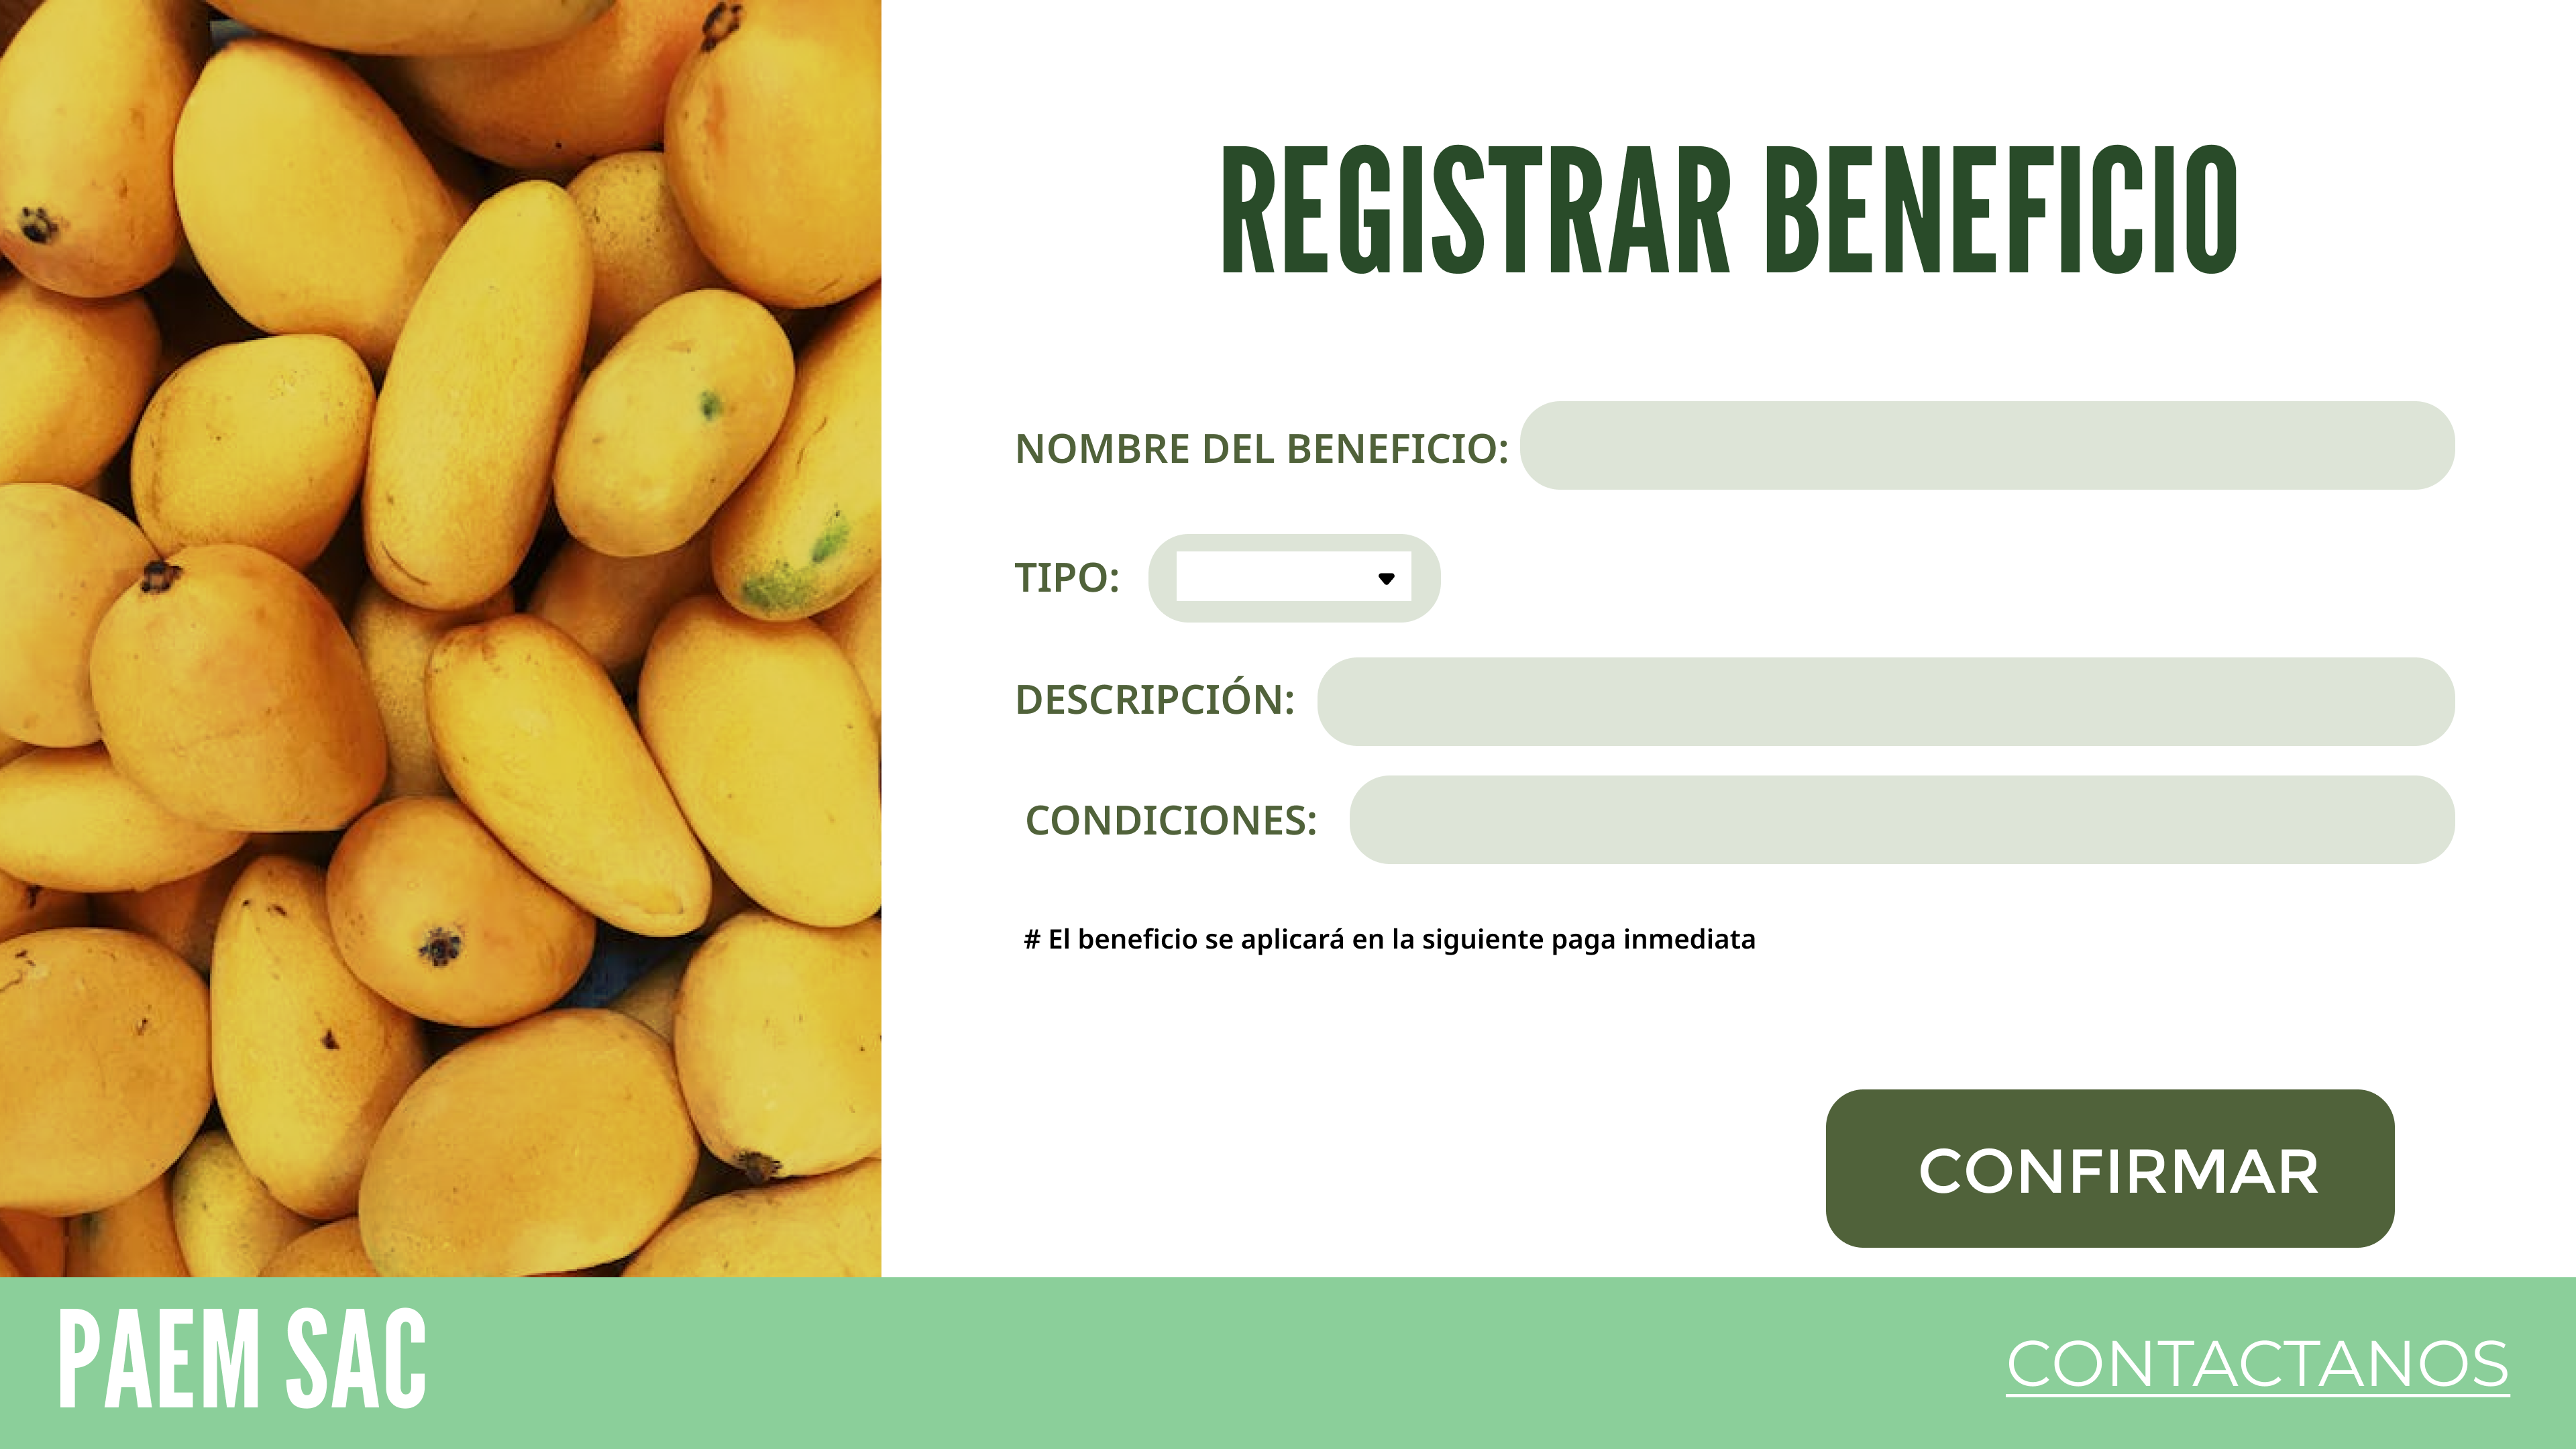 REGISTRAR BENEFICIO
NOMBRE DEL BENEFICIO:
TIPO:
DESCRIPCIÓN:
CONDICIONES:
# El beneficio se aplicará en la siguiente paga inmediata
CONFIRMAR
PAEM SAC
CONTACTANOS